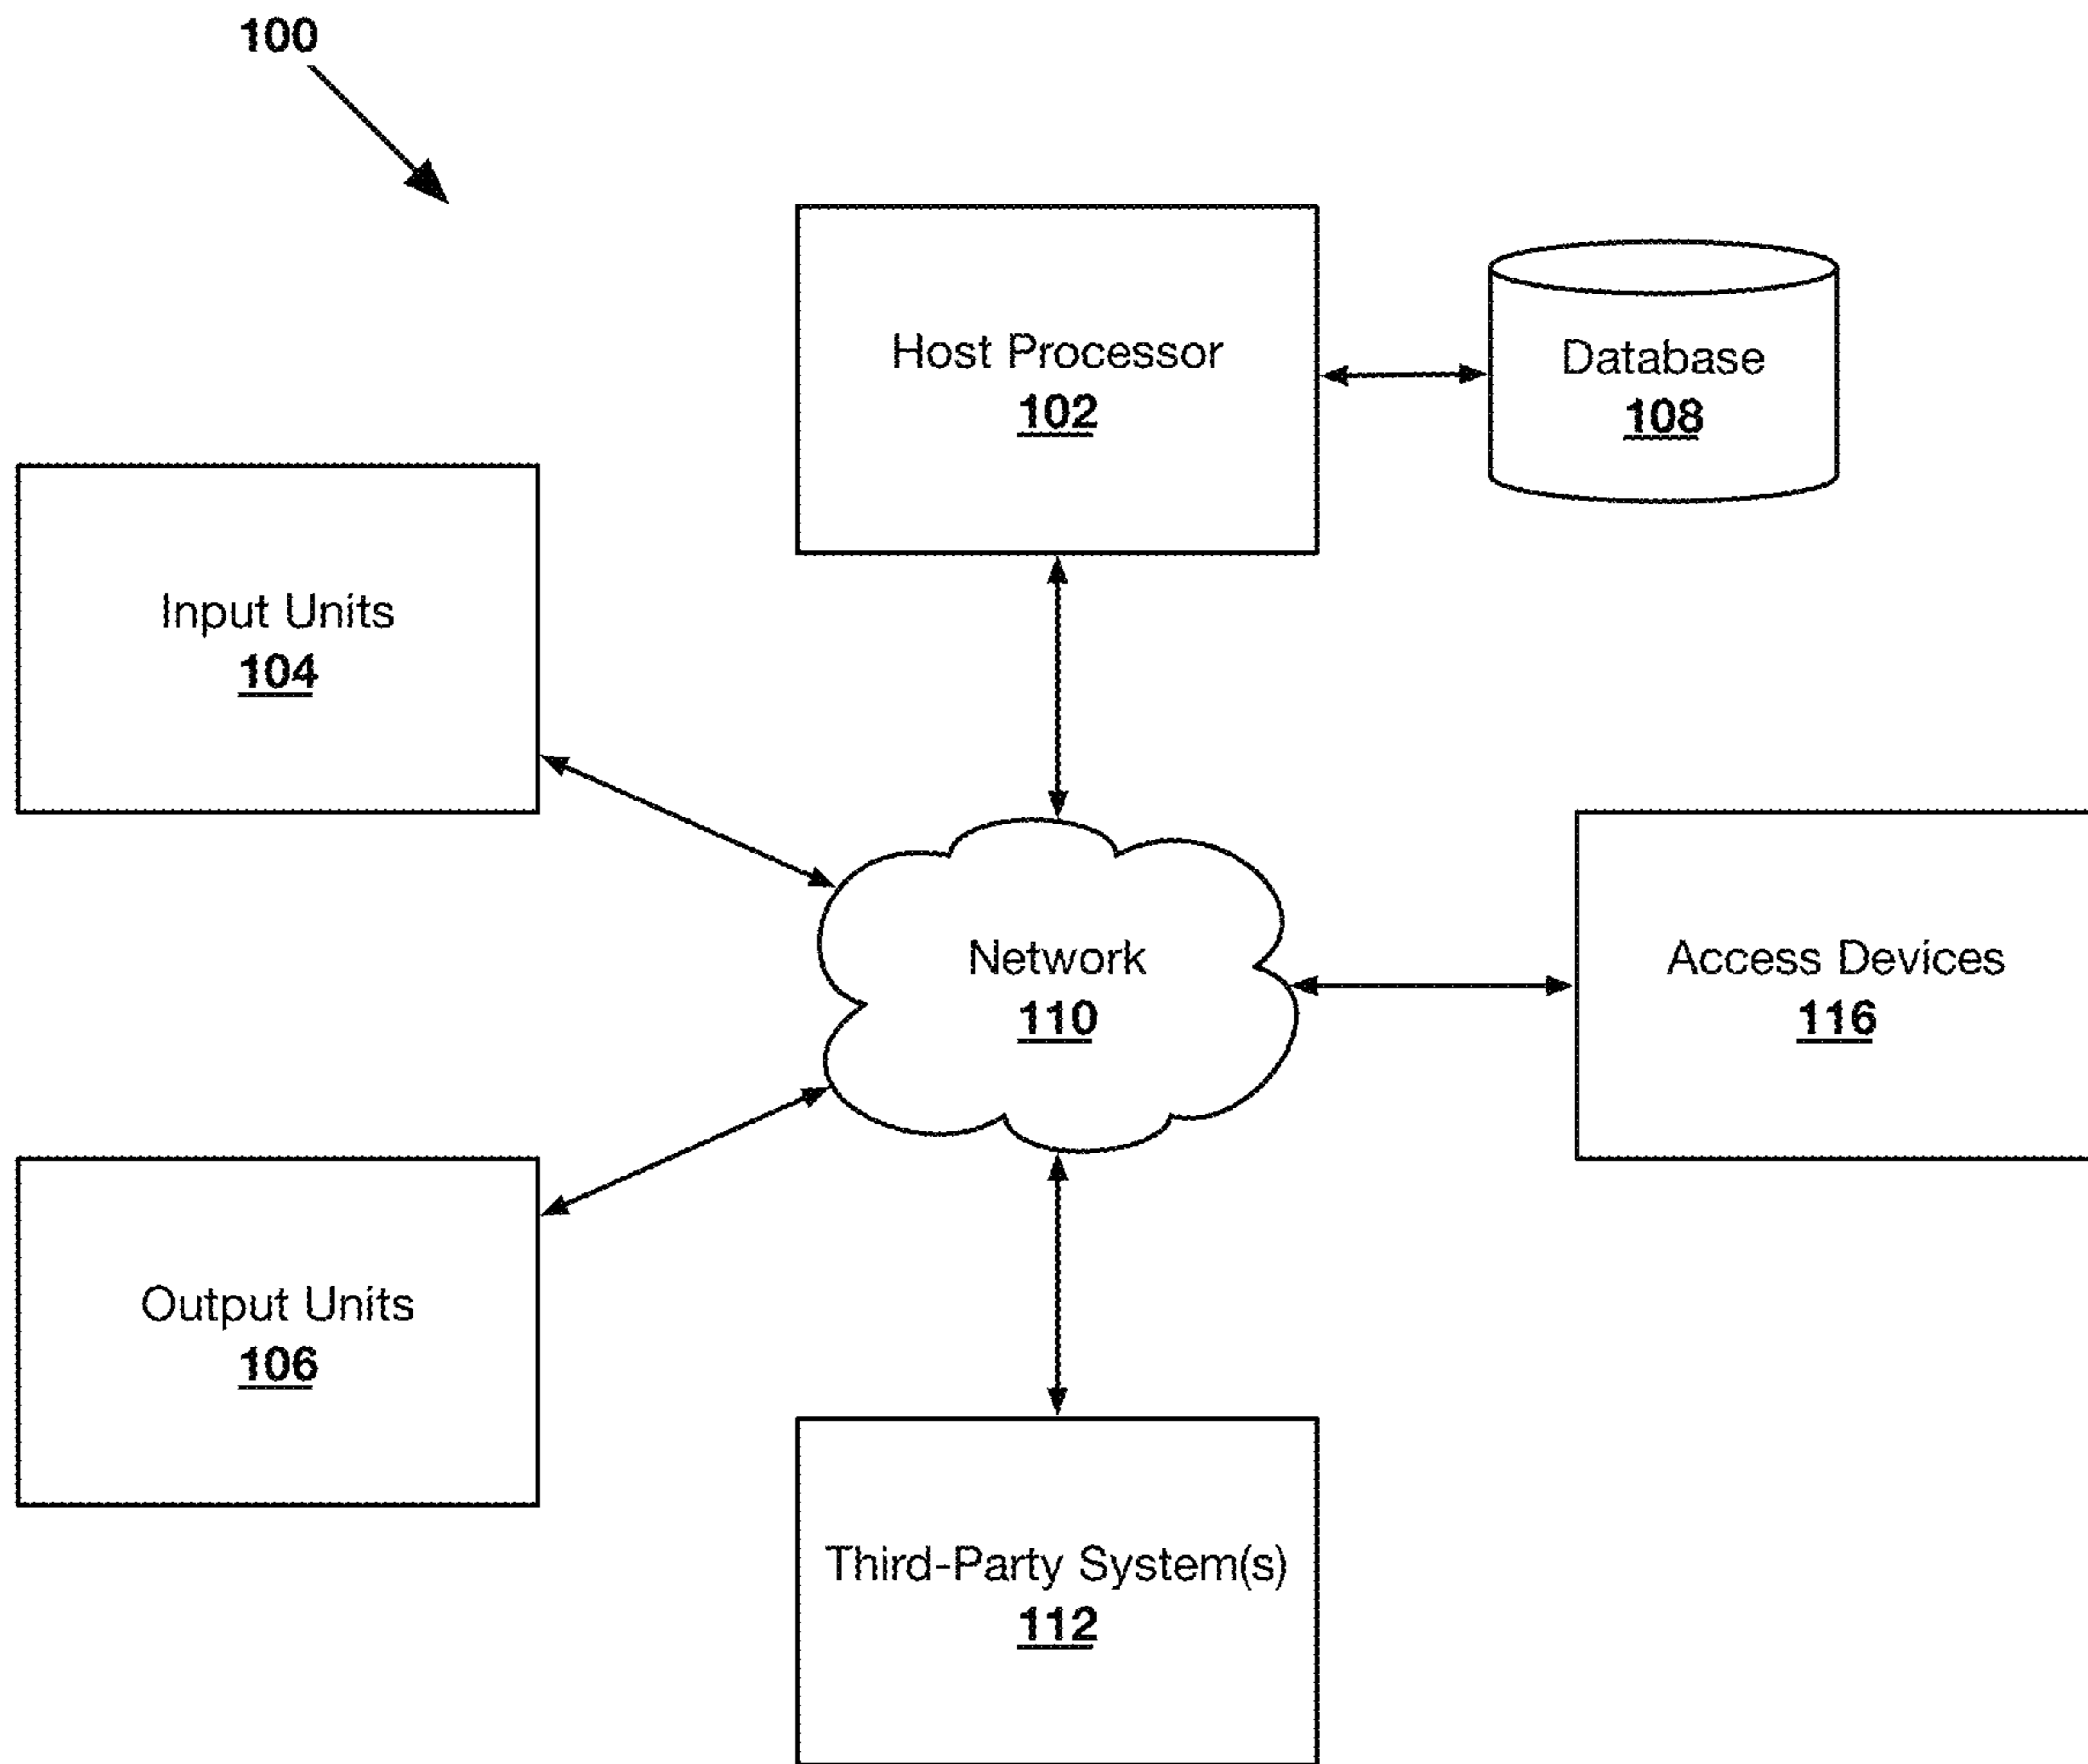 100
Host Processor
102
Database
108
Input Units
104
Network
110
Access Devices
116
Output Units
106
Third-Party System(s)
112